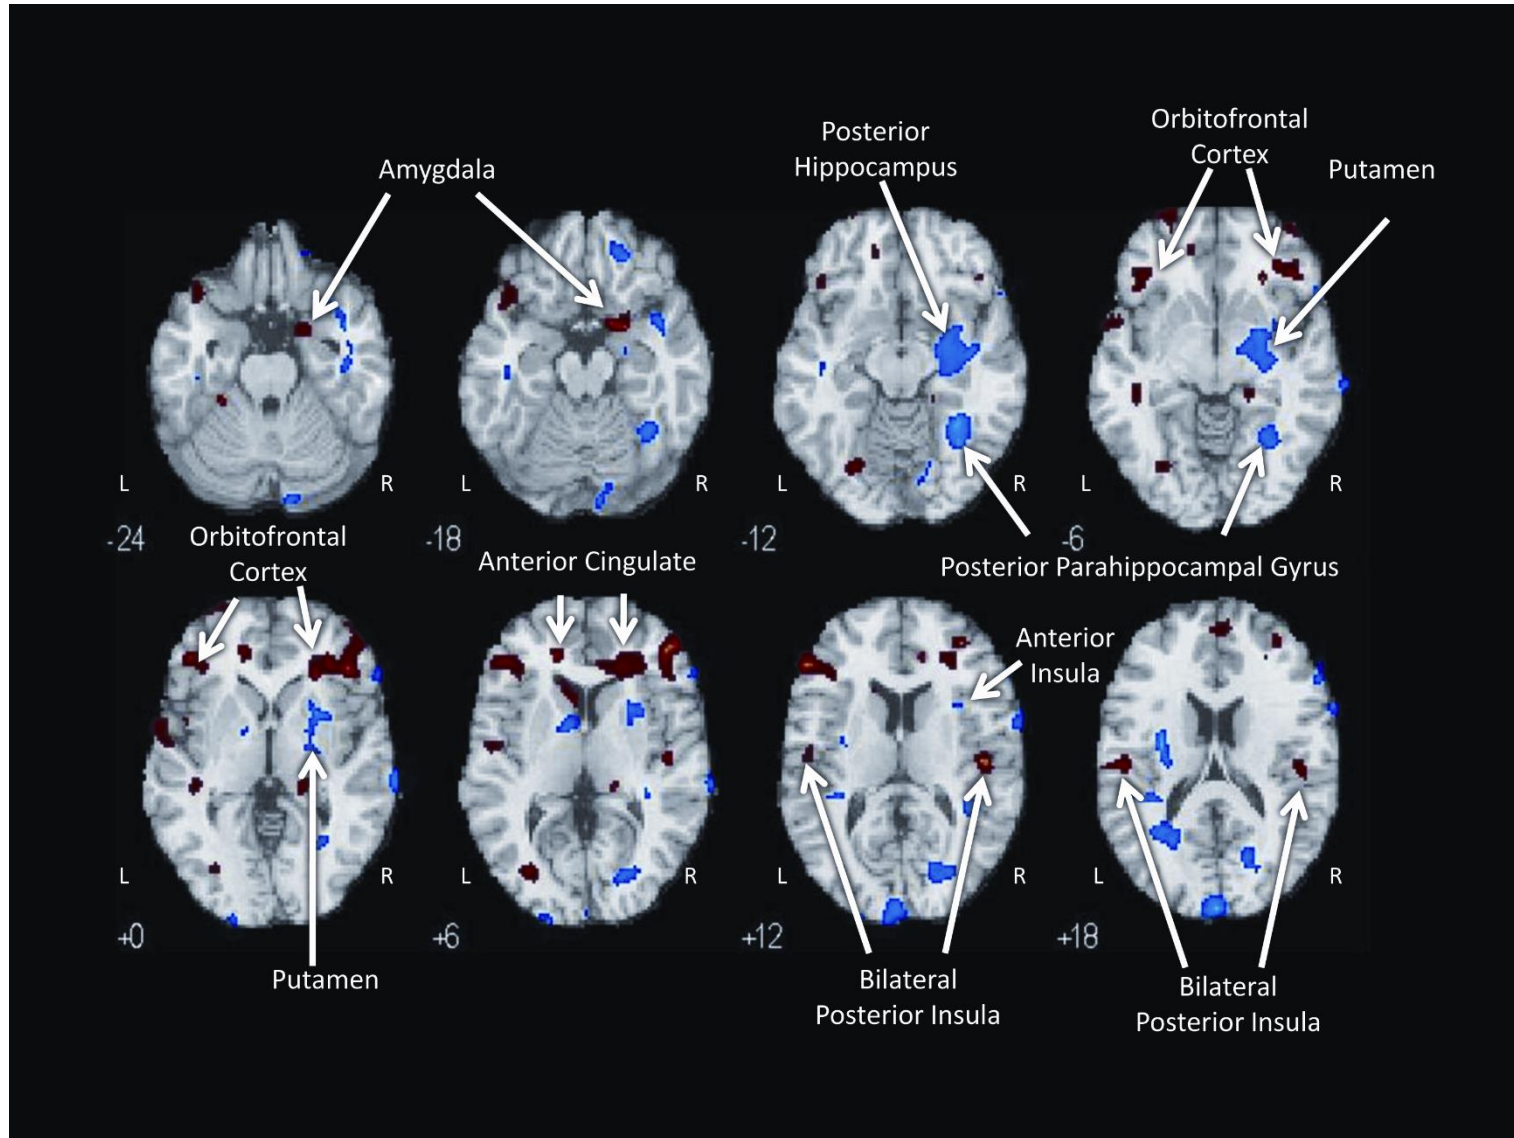 Amygdala
Posterior
Hippocampus
Orbitofrontal
Cortex
Putamen
L
R
L
R
L
R
L
R
-24
-18
-12
-6
Orbitofrontal
Cortex
Anterior Cingulate
Posterior Parahippocampal Gyrus
Anterior
Insula
L
R
L
R
L
R
L
R
+0
+6
+12
+18
Putamen
Bilateral
Posterior Insula
Bilateral
Posterior Insula